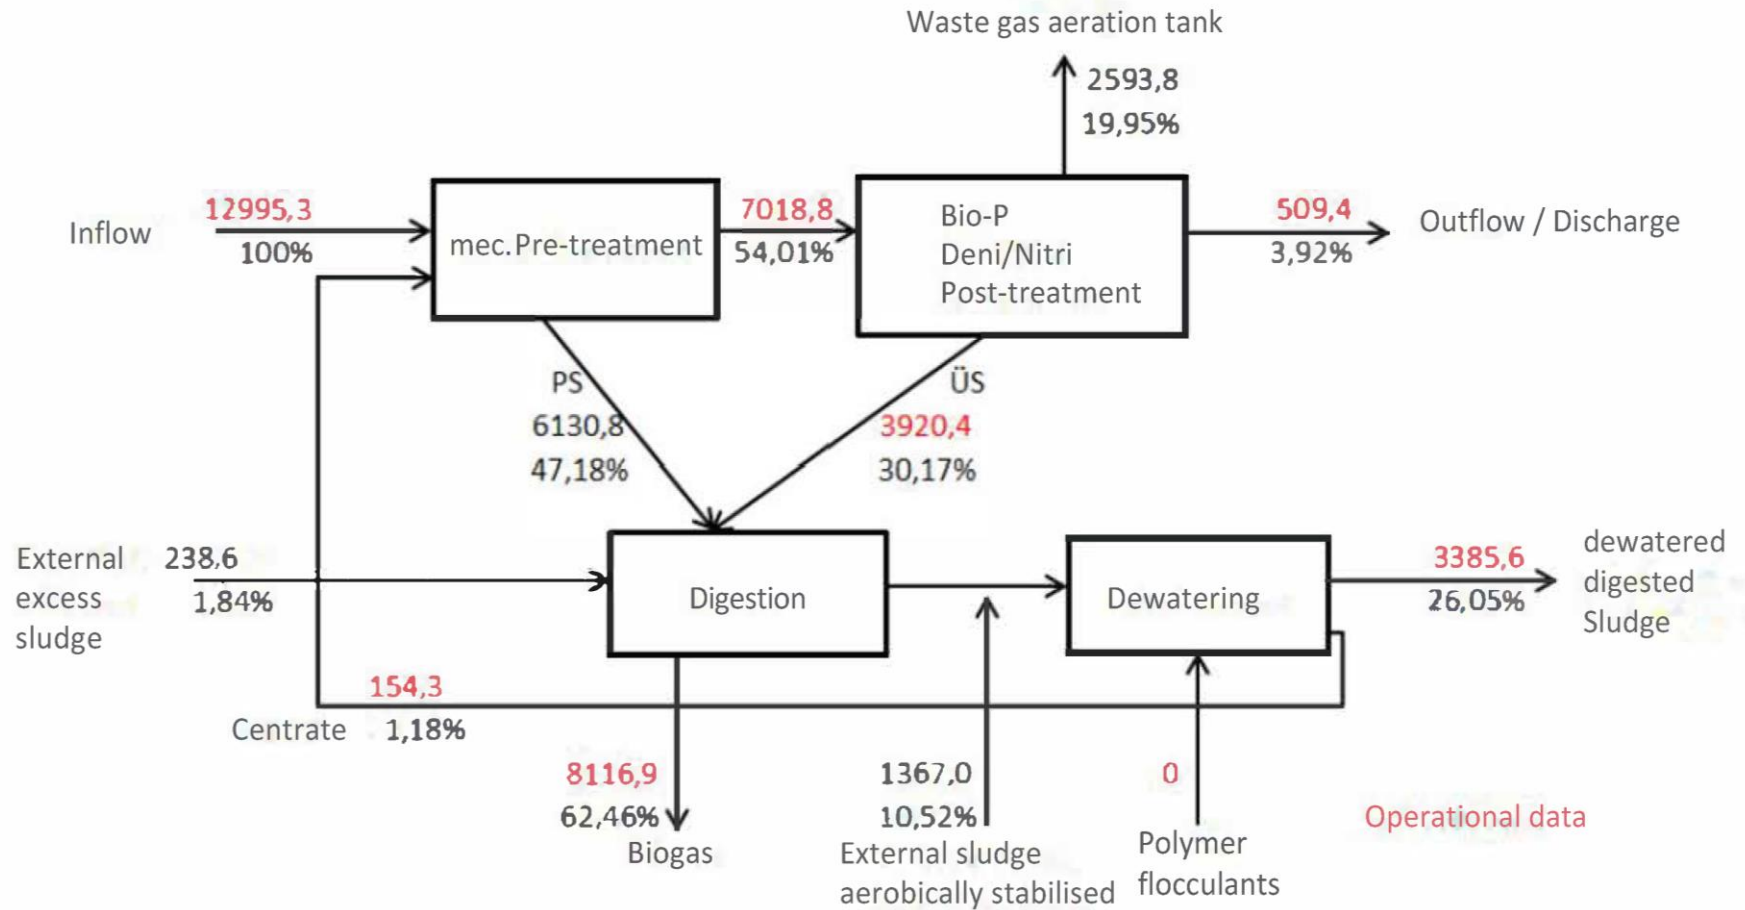 Waste gas aeration tank
2593,8
19,95%
Inflow
12995,3
100%
mec.Pre-treatment
7018,8
54,01%
Bio-P
Deni/Nitri
Post-treatment
509,4
3,92%
Outflow / Discharge
PS
6130,8
47,18%
ÜS
3920,4
30,17%
External
excess
sludge
238,6
1,84%
Digestion
Dewatering
3385,6
26,05%
dewatered
digested
Sludge
154,3
Centrate 1,18%
8116,9
62,46%
Biogas
1367,0
10,52%
External sludge
aerobically stabilised
0
Polymer
flocculants
Operational data